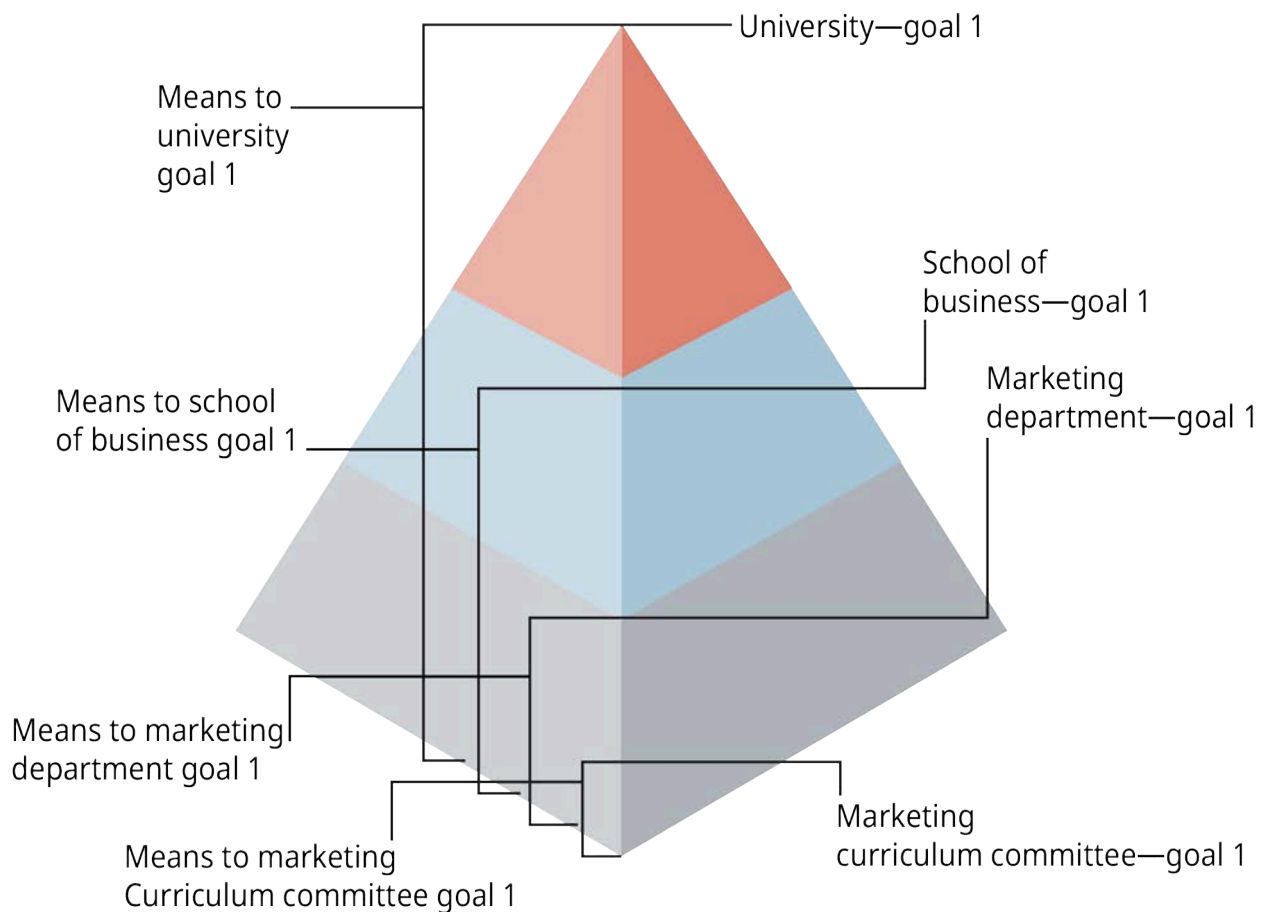 University—goal 1
Means to
university
goal 1
School of
business—goal 1
Marketing
department—goal 1
Means to school
of business goal 1
Means to marketing
department goal 1
Marketing
curriculum committee—goal 1
Means to marketing
Curriculum committee goal 1